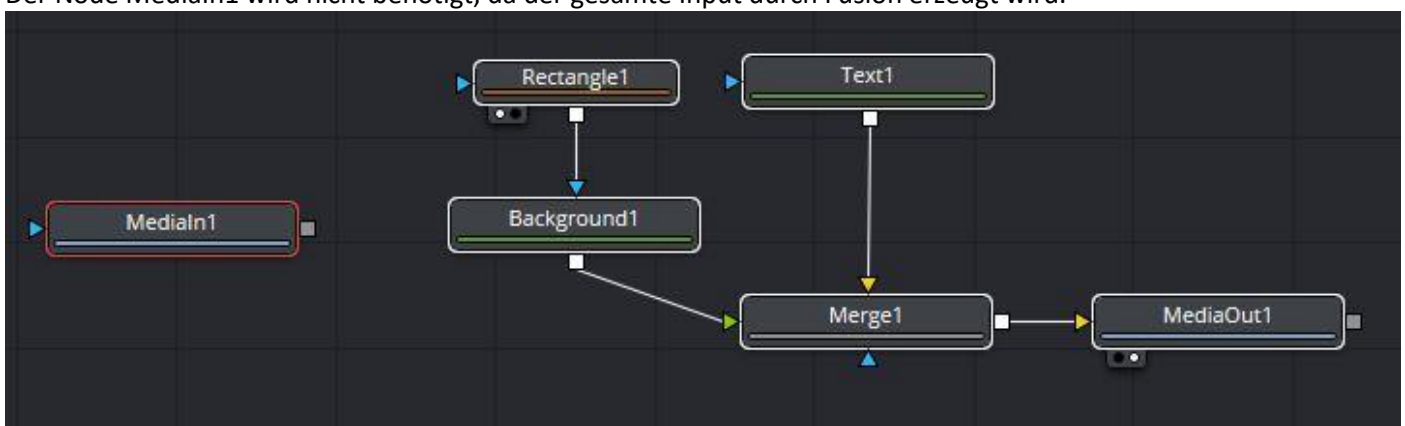 Der Node MediaIn1 wird nicht benötigt, da der gesamte Input durch Fusion erzeugt wird.
Rectangle1
Text1
MediaIn1
Background1
Merge1
MediaOut1